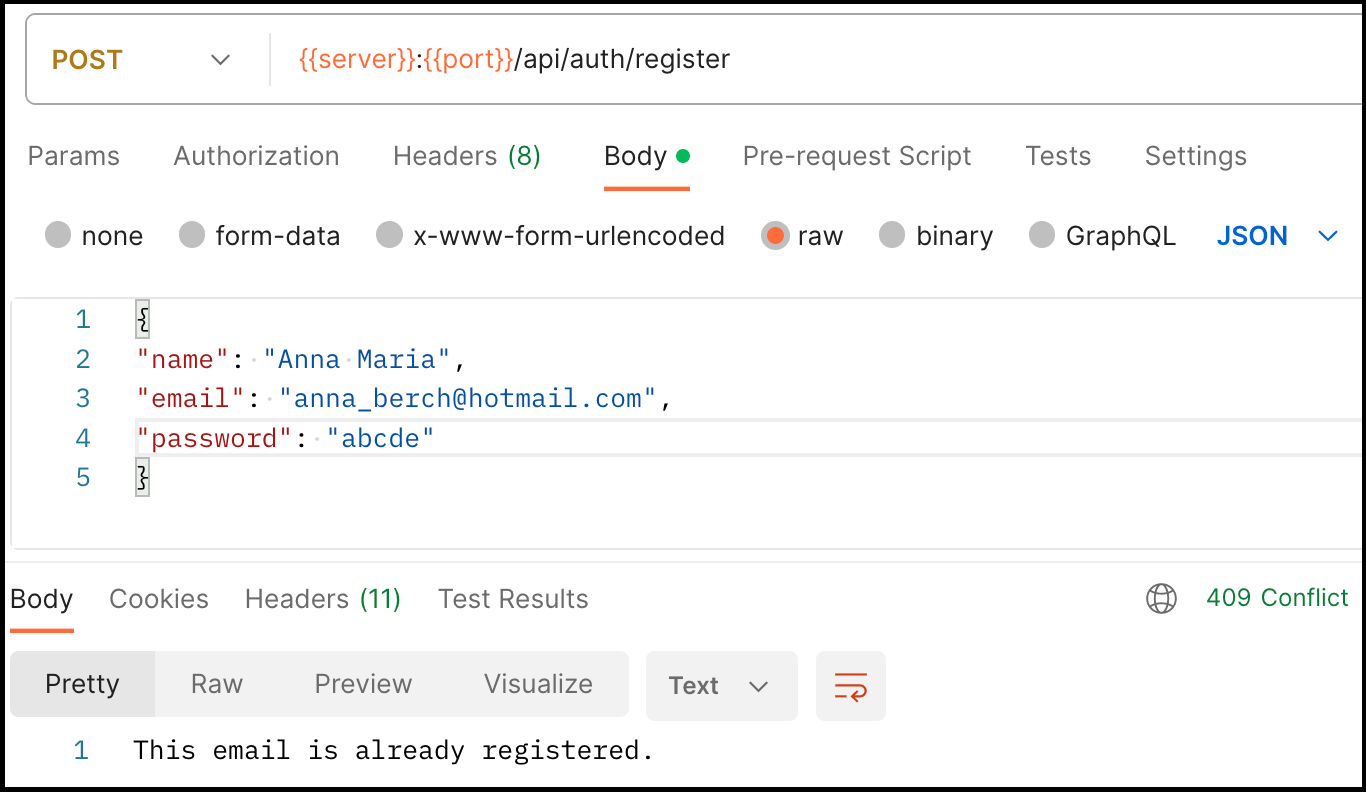 POST {{server}}:{{port}}/api/auth/register
Params Authorization Headers (8) Body Pre-request Script Tests Settings
none form-data x-www-form-urlencoded raw binary GraphQL JSON
1 {
2 "name": "Anna Maria",
3 "email": "anna_berch@hotmail.com",
4 "password": "abcde"
5 }
Body Cookies Headers (11) Test Results 409 Conflict
Pretty Raw Preview Visualize Text
1 This email is already registered.